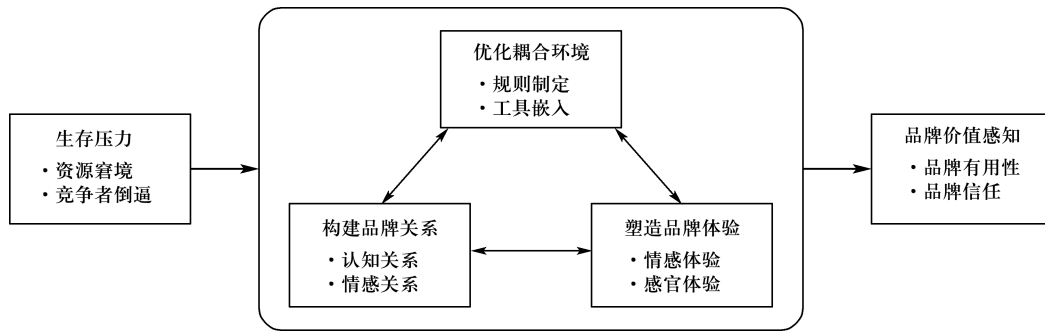 生存压力
• 资源窘境
• 竞争者倒逼
优化耦合环境
• 规则制定
• 工具嵌入
构建品牌关系
• 认知关系
• 情感关系
塑造品牌体验
• 情感体验
• 感官体验
品牌价值感知
• 品牌有用性
• 品牌信任